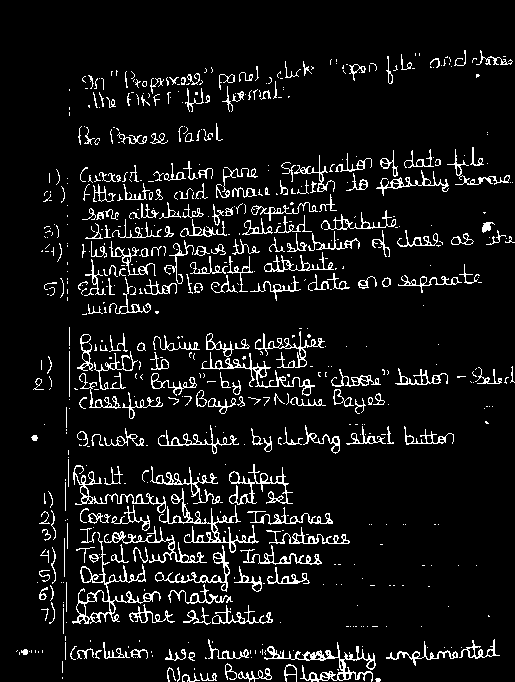 In "Preprocess" panel, click "open file" and choose
the ARFF file format.
Pre Process Panel
1) Current relation pane : Specification of data file
2) Attributes and Remove button to possibly remove
some attributes from experiment
3) Statistics about selected attribute
4) Histogram shows the distribution of class as the
function of selected attribute.
5) Edit button to edit input data on a separate
window.
Build a Naive Bayes classifier
1) Switch to "classify" tab
2) Select "Bayes" - by clicking "choose" button - Select
classifiers >> Bayes >> Naive Bayes.
• Invoke classifier by clicking start button
Result: Classifier output
1) Summary of the dat set
2) Correctly classified Instances
3) Incorrectly classified Instances
4) Total Number of Instances
5) Detailed accuracy by class
6) Confusion Matrix
7) Some other statistics.
Conclusion: we have successfully implemented
Naive Bayes Algorithm.